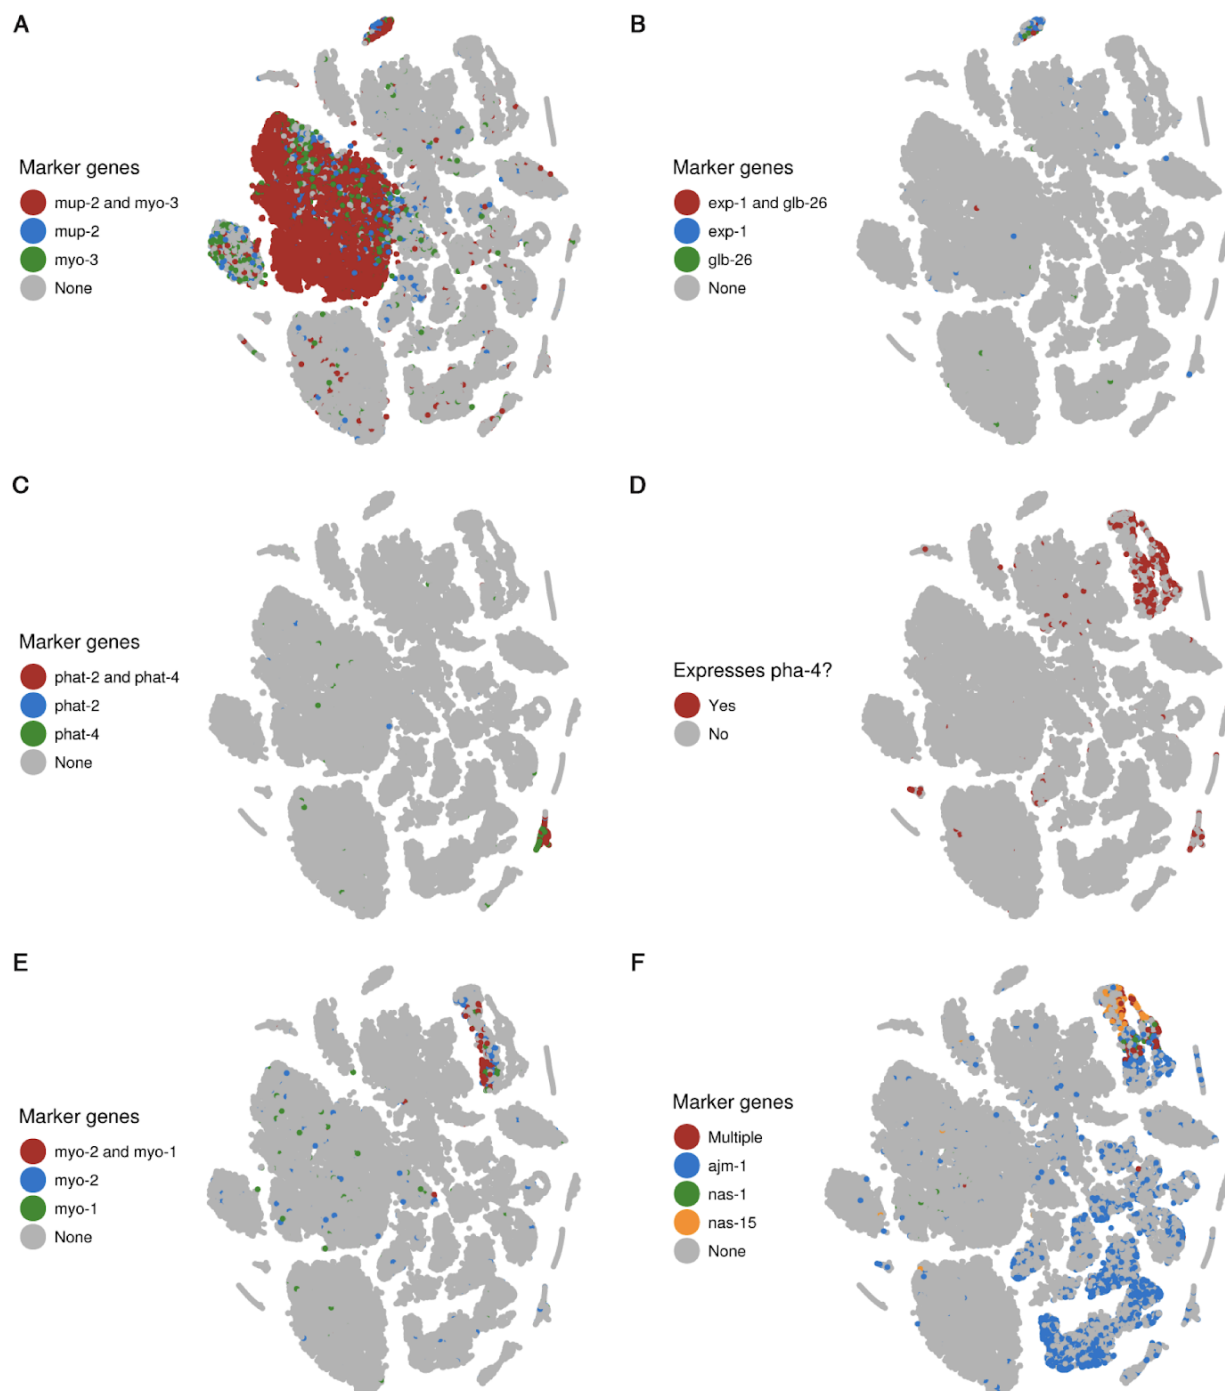 A
Marker genes
mup-2 and myo-3
mup-2
myo-3
None
B
Marker genes
exp-1 and glb-26
exp-1
glb-26
None
C
Marker genes
phat-2 and phat-4
phat-2
phat-4
None
D
Expresses pha-4?
Yes
No
E
Marker genes
myo-2 and myo-1
myo-2
myo-1
None
F
Marker genes
Multiple
ajm-1
nas-1
nas-15
None